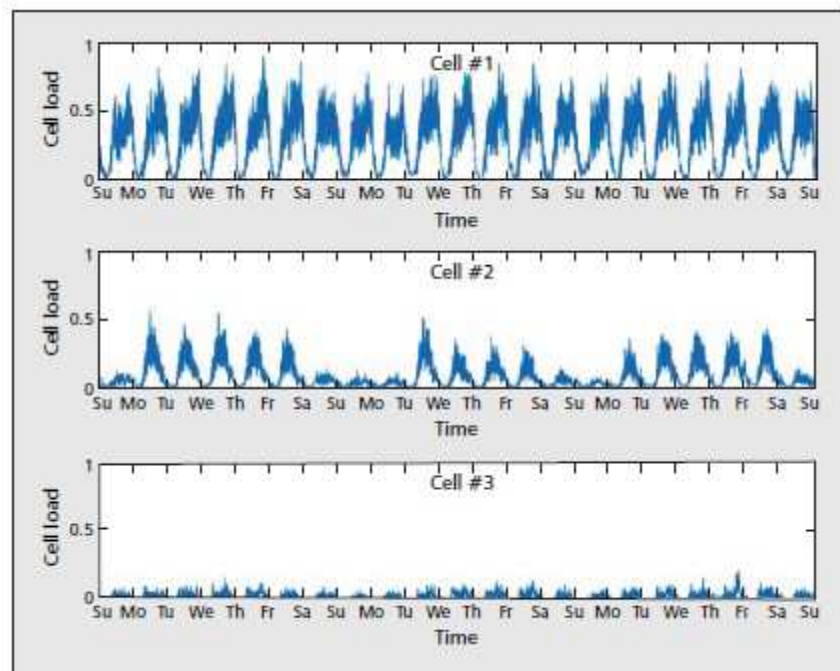 Cell #1
Cell load
1
0.5
0
Su Mo Tu We Th Fr Sa Su Mo Tu We Th Fr Sa Su Mo Tu We Th Fr Sa Su
Time
Cell #2
Cell load
1
0.5
0
Su Mo Tu We Th Fr Sa Su Mo Tu We Th Fr Sa Su Mo Tu We Th Fr Sa Su
Time
Cell #3
Cell load
1
0.5
0
Su Mo Tu We Th Fr Sa Su Mo Tu We Th Fr Sa Su Mo Tu We Th Fr Sa Su
Time